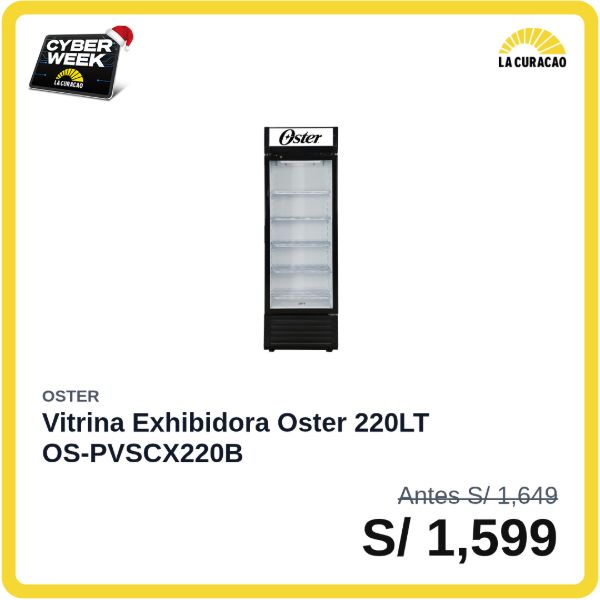 CYBER
WEEK
LA CURACAO
LA CURACAO
Oster
OSTER
Vitrina Exhibidora Oster 220LT
OS-PVSCX220B
Antes S/ 1,649
S/ 1,599